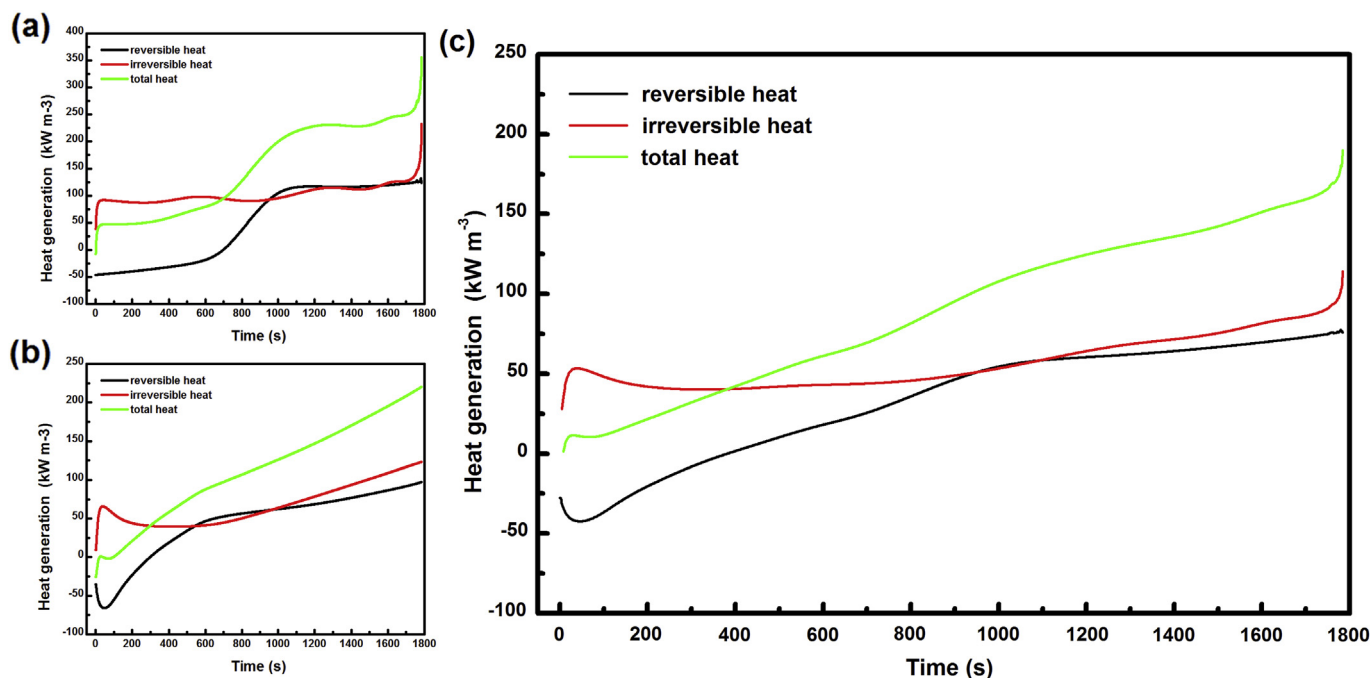 (a)
400
350
300
250
200
150
100
50
0
-50
-100
Heat generation (kW m-3)
reversible heat
irreversible heat
total heat
0 200 400 600 800 1000 1200 1400 1600 1800
Time (s)
(b)
250
200
150
100
50
0
-50
-100
Heat generation (kW m-3)
reversible heat
irreversible heat
total heat
0 200 400 600 800 1000 1200 1400 1600 1800
Time (s)
(c)
250
200
150
100
50
0
-50
-100
Heat generation (kW m-3)
reversible heat
irreversible heat
total heat
0 200 400 600 800 1000 1200 1400 1600 1800
Time (s)